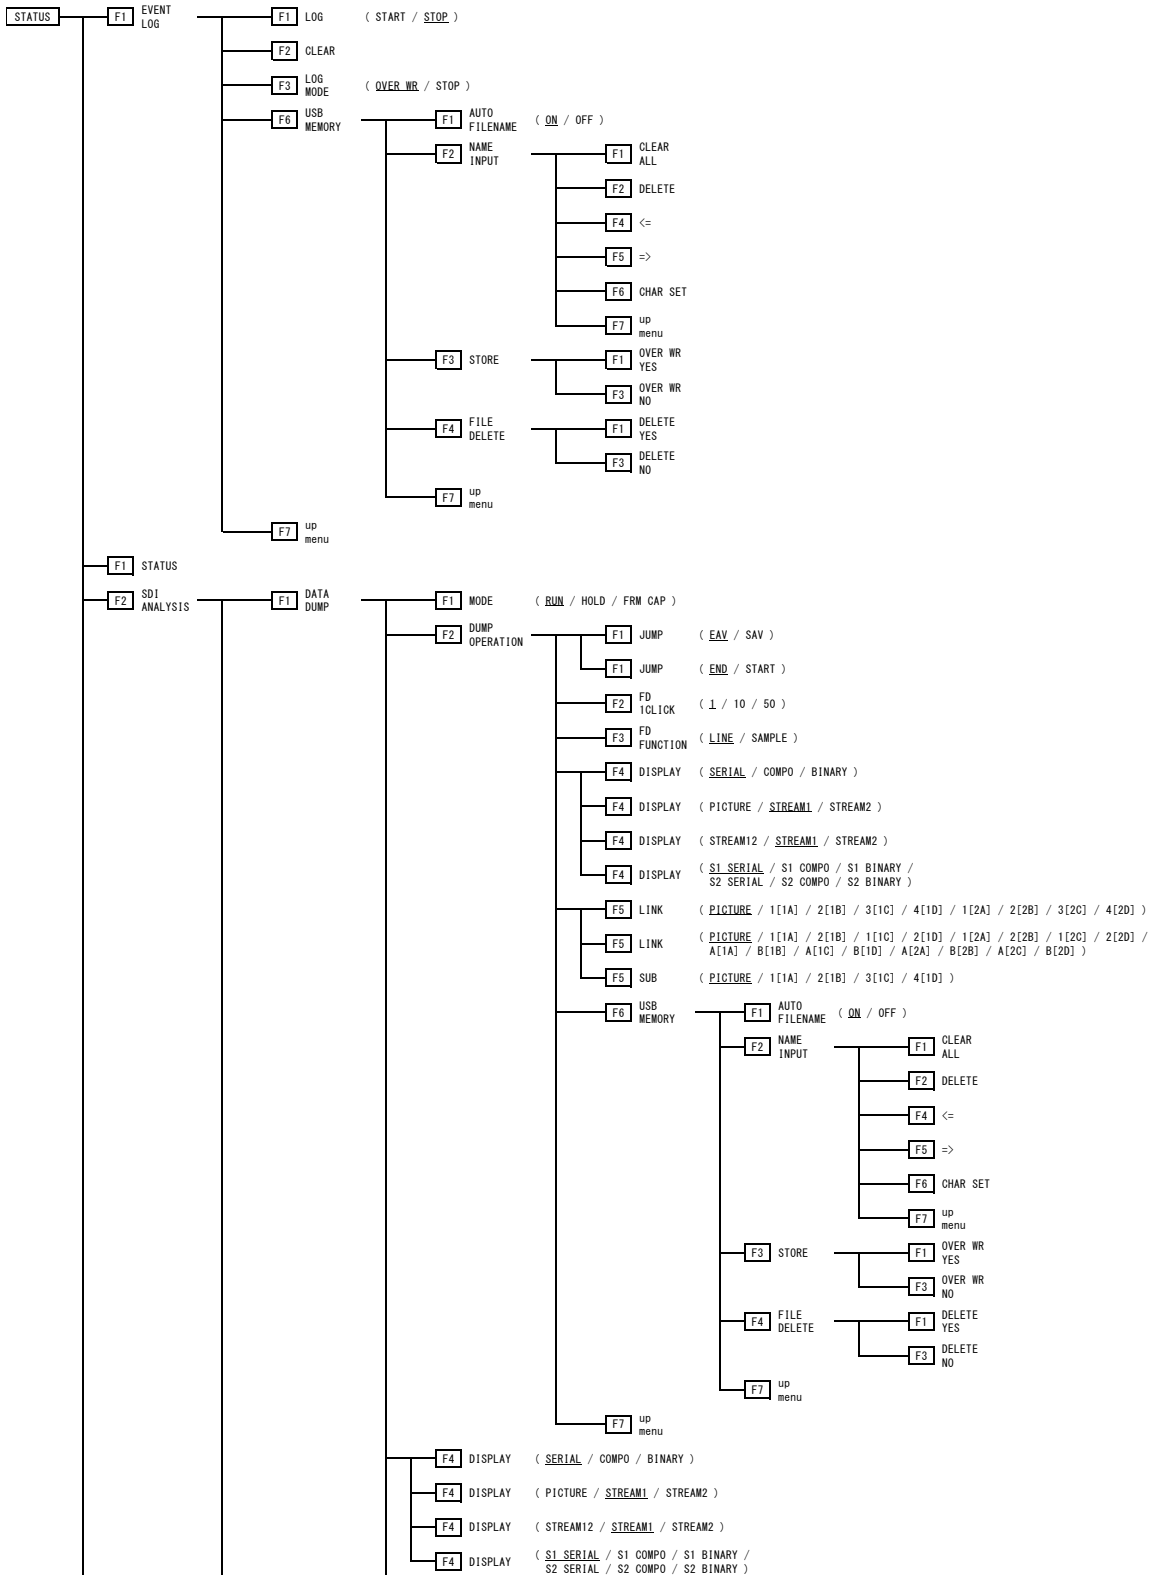 STATUS F1 EVENT LOG F1 LOG ( START / STOP )
F2 CLEAR
F3 LOG MODE ( OVER WR / STOP )
F6 USB MEMORY F1 AUTO FILENAME ( ON / OFF )
F2 NAME INPUT F1 CLEAR ALL
F2 DELETE
F4 <=
F5 =>
F6 CHAR SET
F7 up menu
F3 STORE F1 OVER WR YES
F3 OVER WR NO
F4 FILE DELETE F1 DELETE YES
F3 DELETE NO
F7 up menu
F7 up menu
F1 STATUS
F2 SDI ANALYSIS F1 DATA DUMP F1 MODE ( RUN / HOLD / FRM CAP )
F2 DUMP OPERATION F1 JUMP ( EAV / SAV )
F1 JUMP ( END / START )
F2 FD 1CLICK ( 1 / 10 / 50 )
F3 FD FUNCTION ( LINE / SAMPLE )
F4 DISPLAY ( SERIAL / COMPO / BINARY )
F4 DISPLAY ( PICTURE / STREAM1 / STREAM2 )
F4 DISPLAY ( STREAM12 / STREAM1 / STREAM2 )
F4 DISPLAY ( S1 SERIAL / S1 COMPO / S1 BINARY /
S2 SERIAL / S2 COMPO / S2 BINARY )
F5 LINK ( PICTURE / 1[1A] / 2[1B] / 3[1C] / 4[1D] / 1[2A] / 2[2B] / 3[2C] / 4[2D] )
F5 LINK ( PICTURE / 1[1A] / 2[1B] / 1[1C] / 2[1D] / 1[2A] / 2[2B] / 1[2C] / 2[2D] /
A[1A] / B[1B] / A[1C] / B[1D] / A[2A] / B[2B] / A[2C] / B[2D] )
F5 SUB ( PICTURE / 1[1A] / 2[1B] / 3[1C] / 4[1D] )
F6 USB MEMORY F1 AUTO FILENAME ( ON / OFF )
F2 NAME INPUT F1 CLEAR ALL
F2 DELETE
F4 <=
F5 =>
F6 CHAR SET
F7 up menu
F3 STORE F1 OVER WR YES
F3 OVER WR NO
F4 FILE DELETE F1 DELETE YES
F3 DELETE NO
F7 up menu
F7 up menu
F4 DISPLAY ( SERIAL / COMPO / BINARY )
F4 DISPLAY ( PICTURE / STREAM1 / STREAM2 )
F4 DISPLAY ( STREAM12 / STREAM1 / STREAM2 )
F4 DISPLAY ( S1 SERIAL / S1 COMPO / S1 BINARY /
S2 SERIAL / S2 COMPO / S2 BINARY )